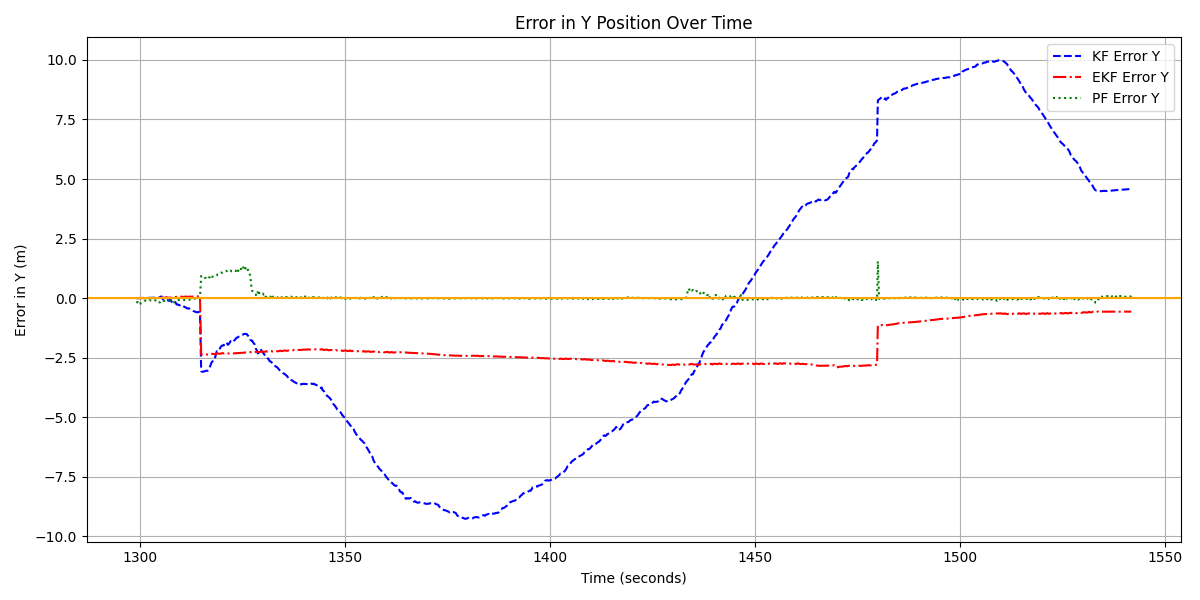 Error in Y Position Over Time
KF Error Y
EKF Error Y
PF Error Y
Error in Y (m)
10.0
7.5
5.0
2.5
0.0
−2.5
−5.0
−7.5
−10.0
1300 1350 1400 1450 1500 1550
Time (seconds)